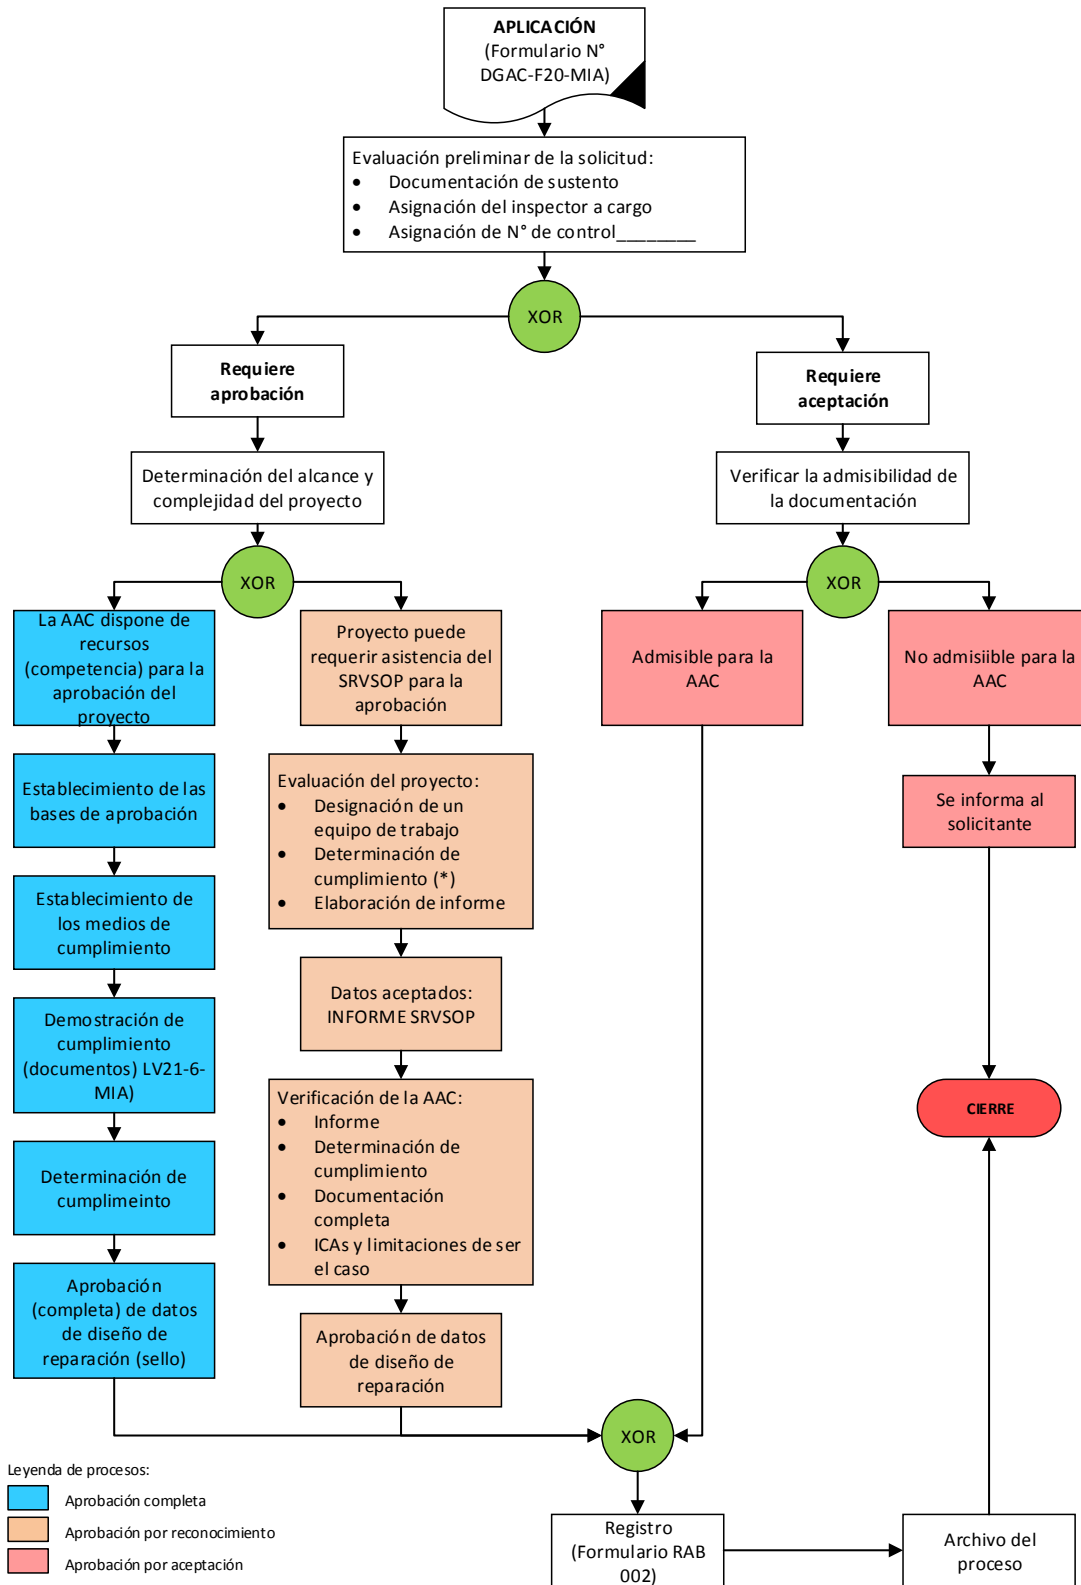 APLICACIÓN
(Formulario N°
DGAC-F20-MIA)
Evaluación preliminar de la solicitud:
• Documentación de sustento
• Asignación del inspector a cargo
• Asignación de N° de control________
XOR
Requiere
aprobación
Requiere
aceptación
Determinación del alcance y
complejidad del proyecto
Verificar la admisibilidad de
la documentación
XOR
XOR
La AAC dispone de
recursos
(competencia) para la
aprobación del
proyecto
Proyecto puede
requerir asistencia del
SRVSOP para la
aprobación
Admisible para la
AAC
No admisiible para la
AAC
Establecimiento de las
bases de aprobación
Evaluación del proyecto:
• Designación de un
equipo de trabajo
• Determinación de
cumplimiento (*)
• Elaboración de informe
Se informa al
solicitante
Establecimiento de
los medios de
cumplimiento
Datos aceptados:
INFORME SRVSOP
Demostración de
cumplimiento
(documentos) LV21-6-
MIA)
Verificación de la AAC:
• Informe
• Determinación de
cumplimiento
• Documentación
completa
• ICAs y limitaciones de ser
el caso
CIERRE
Determinación de
cumplimeinto
Aprobación
(completa) de datos
de diseño de
reparación (sello)
Aprobación de datos
de diseño de
reparación
XOR
Leyenda de procesos:
Aprobación completa
Aprobación por reconocimiento
Aprobación por aceptación
Registro
(Formulario RAB
002)
Archivo del
proceso